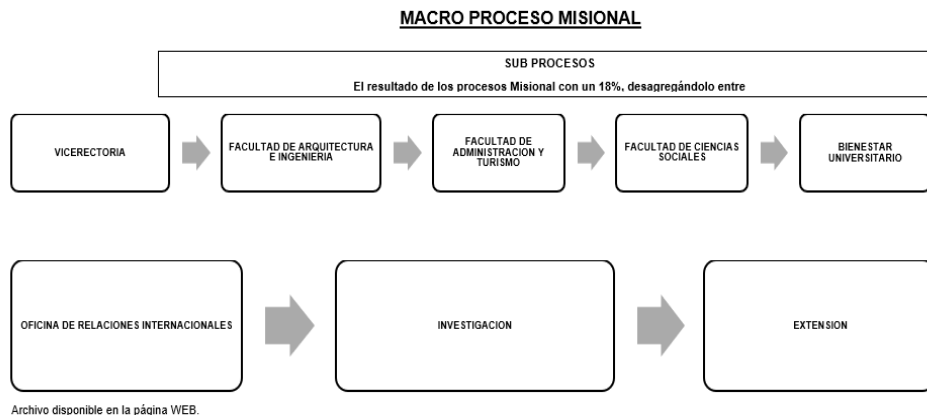 MACRO PROCESO MISIONAL
SUB PROCESOS
El resultado de los procesos Misional con un 18%, desagregándolo entre
VICERECTORIA
FACULTAD DE ARQUITECTURA
E INGENIERIA
FACULTAD DE
ADMINISTRACION Y
TURISMO
FACULTAD DE CIENCIAS
SOCIALES
BIENESTAR
UNIVERSITARIO
OFICINA DE RELACIONES INTERNACIONALES
INVESTIGACION
EXTENSION
Archivo disponible en la página WEB.